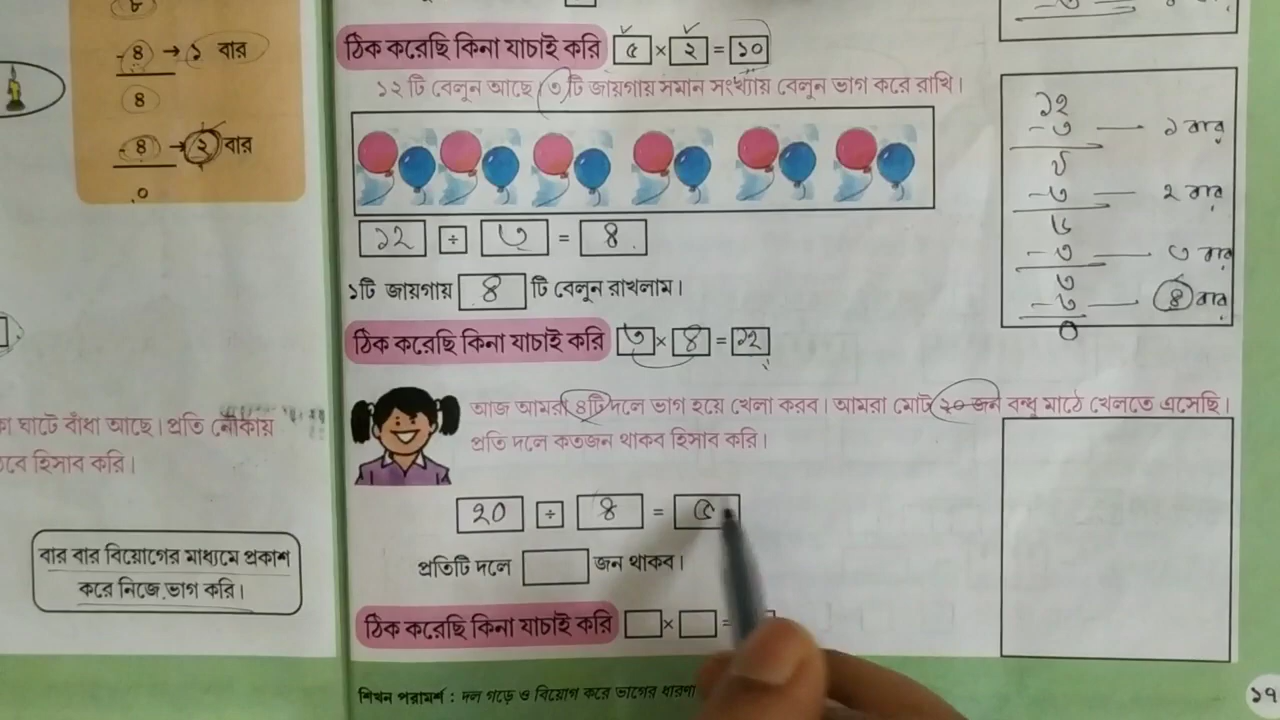 - ৪ → ১ বার
৪
- ৪ → ২ বার
০
ঘাটে বাঁধা আছে। প্রতি নৌকায়
হিসাব করি।
বার বার বিয়োগের মাধ্যমে প্রকাশ
করে নিজে ভাগ করি।
ঠিক করেছি কিনা যাচাই করি ৫ × ২ = ১০
১২ টি বেলুন আছে ৩ টি জায়গায় সমান সংখ্যায় বেলুন ভাগ করে রাখি।
১২ ÷ ৩ = ৪
১টি জায়গায় ৪ টি বেলুন রাখলাম।
ঠিক করেছি কিনা যাচাই করি ৩ × ৪ = ১২
আজ আমরা ৪টি দলে ভাগ হয়ে খেলা করব। আমরা মোট ২০ জন বন্ধু মাঠে খেলতে এসেছি।
প্রতি দলে কতজন থাকব হিসাব করি।
২০ ÷ ৪ = ৫
প্রতিটি দলে জন থাকব।
ঠিক করেছি কিনা যাচাই করি × =
শিখন পরামর্শ : দল গড়ে ও বিয়োগ করে ভাগের ধারণা
১২
- ৩ — ১ বার
৯
- ৩ — ২ বার
৬
- ৩ — ৩ বার
৩
- ৩ — ৪ বার
০
১৭